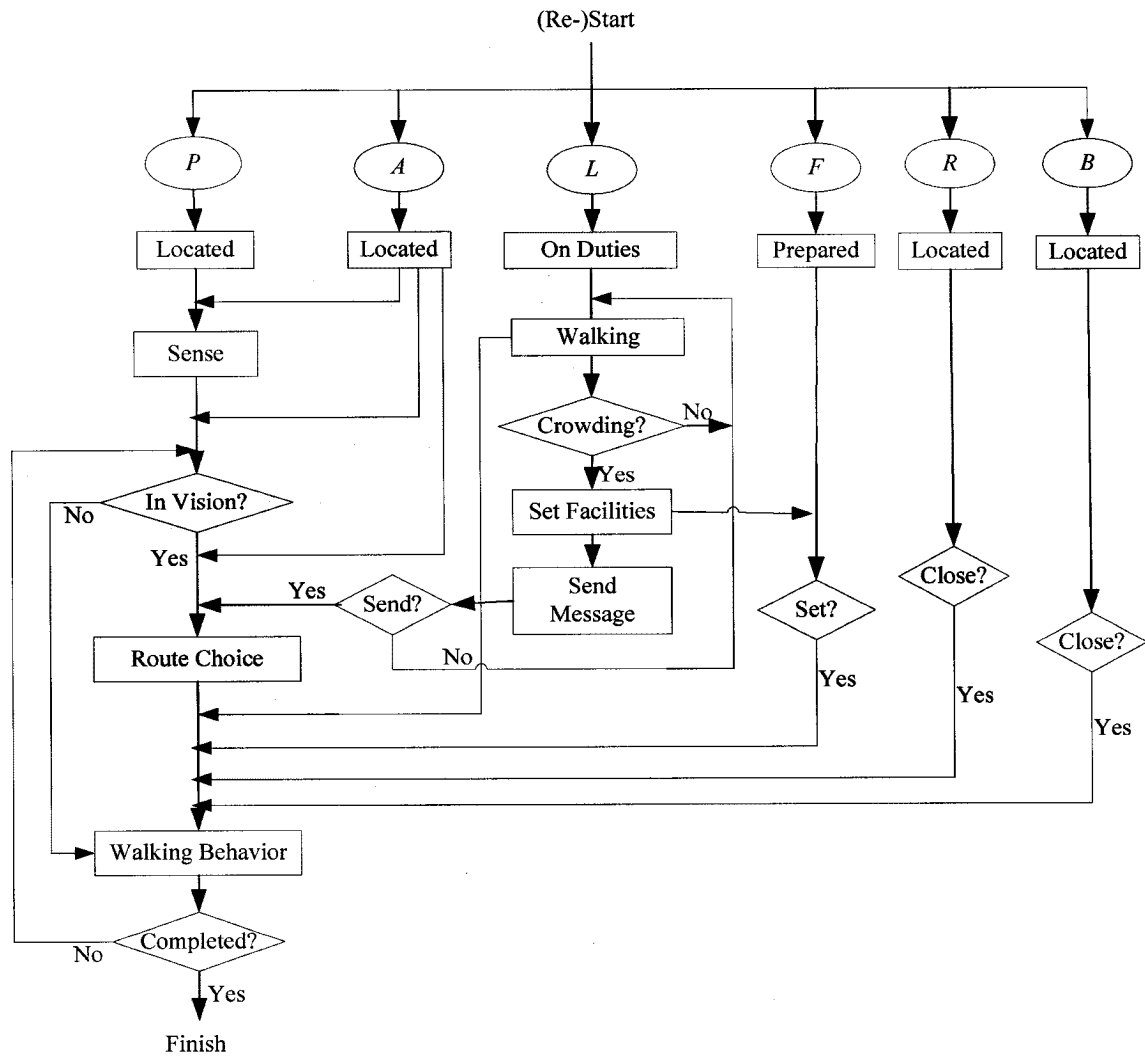 (Re-)Start
P
A
L
F
R
B
Located
Located
On Duties
Prepared
Located
Located
Walking
Sense
Crowding?
No
Yes
In Vision?
No
Set Facilities
Yes
Send
Message
Send?
Yes
Close?
Set?
Close?
No
Route Choice
Yes
Yes
Yes
Walking Behavior
Completed?
No
Yes
Finish